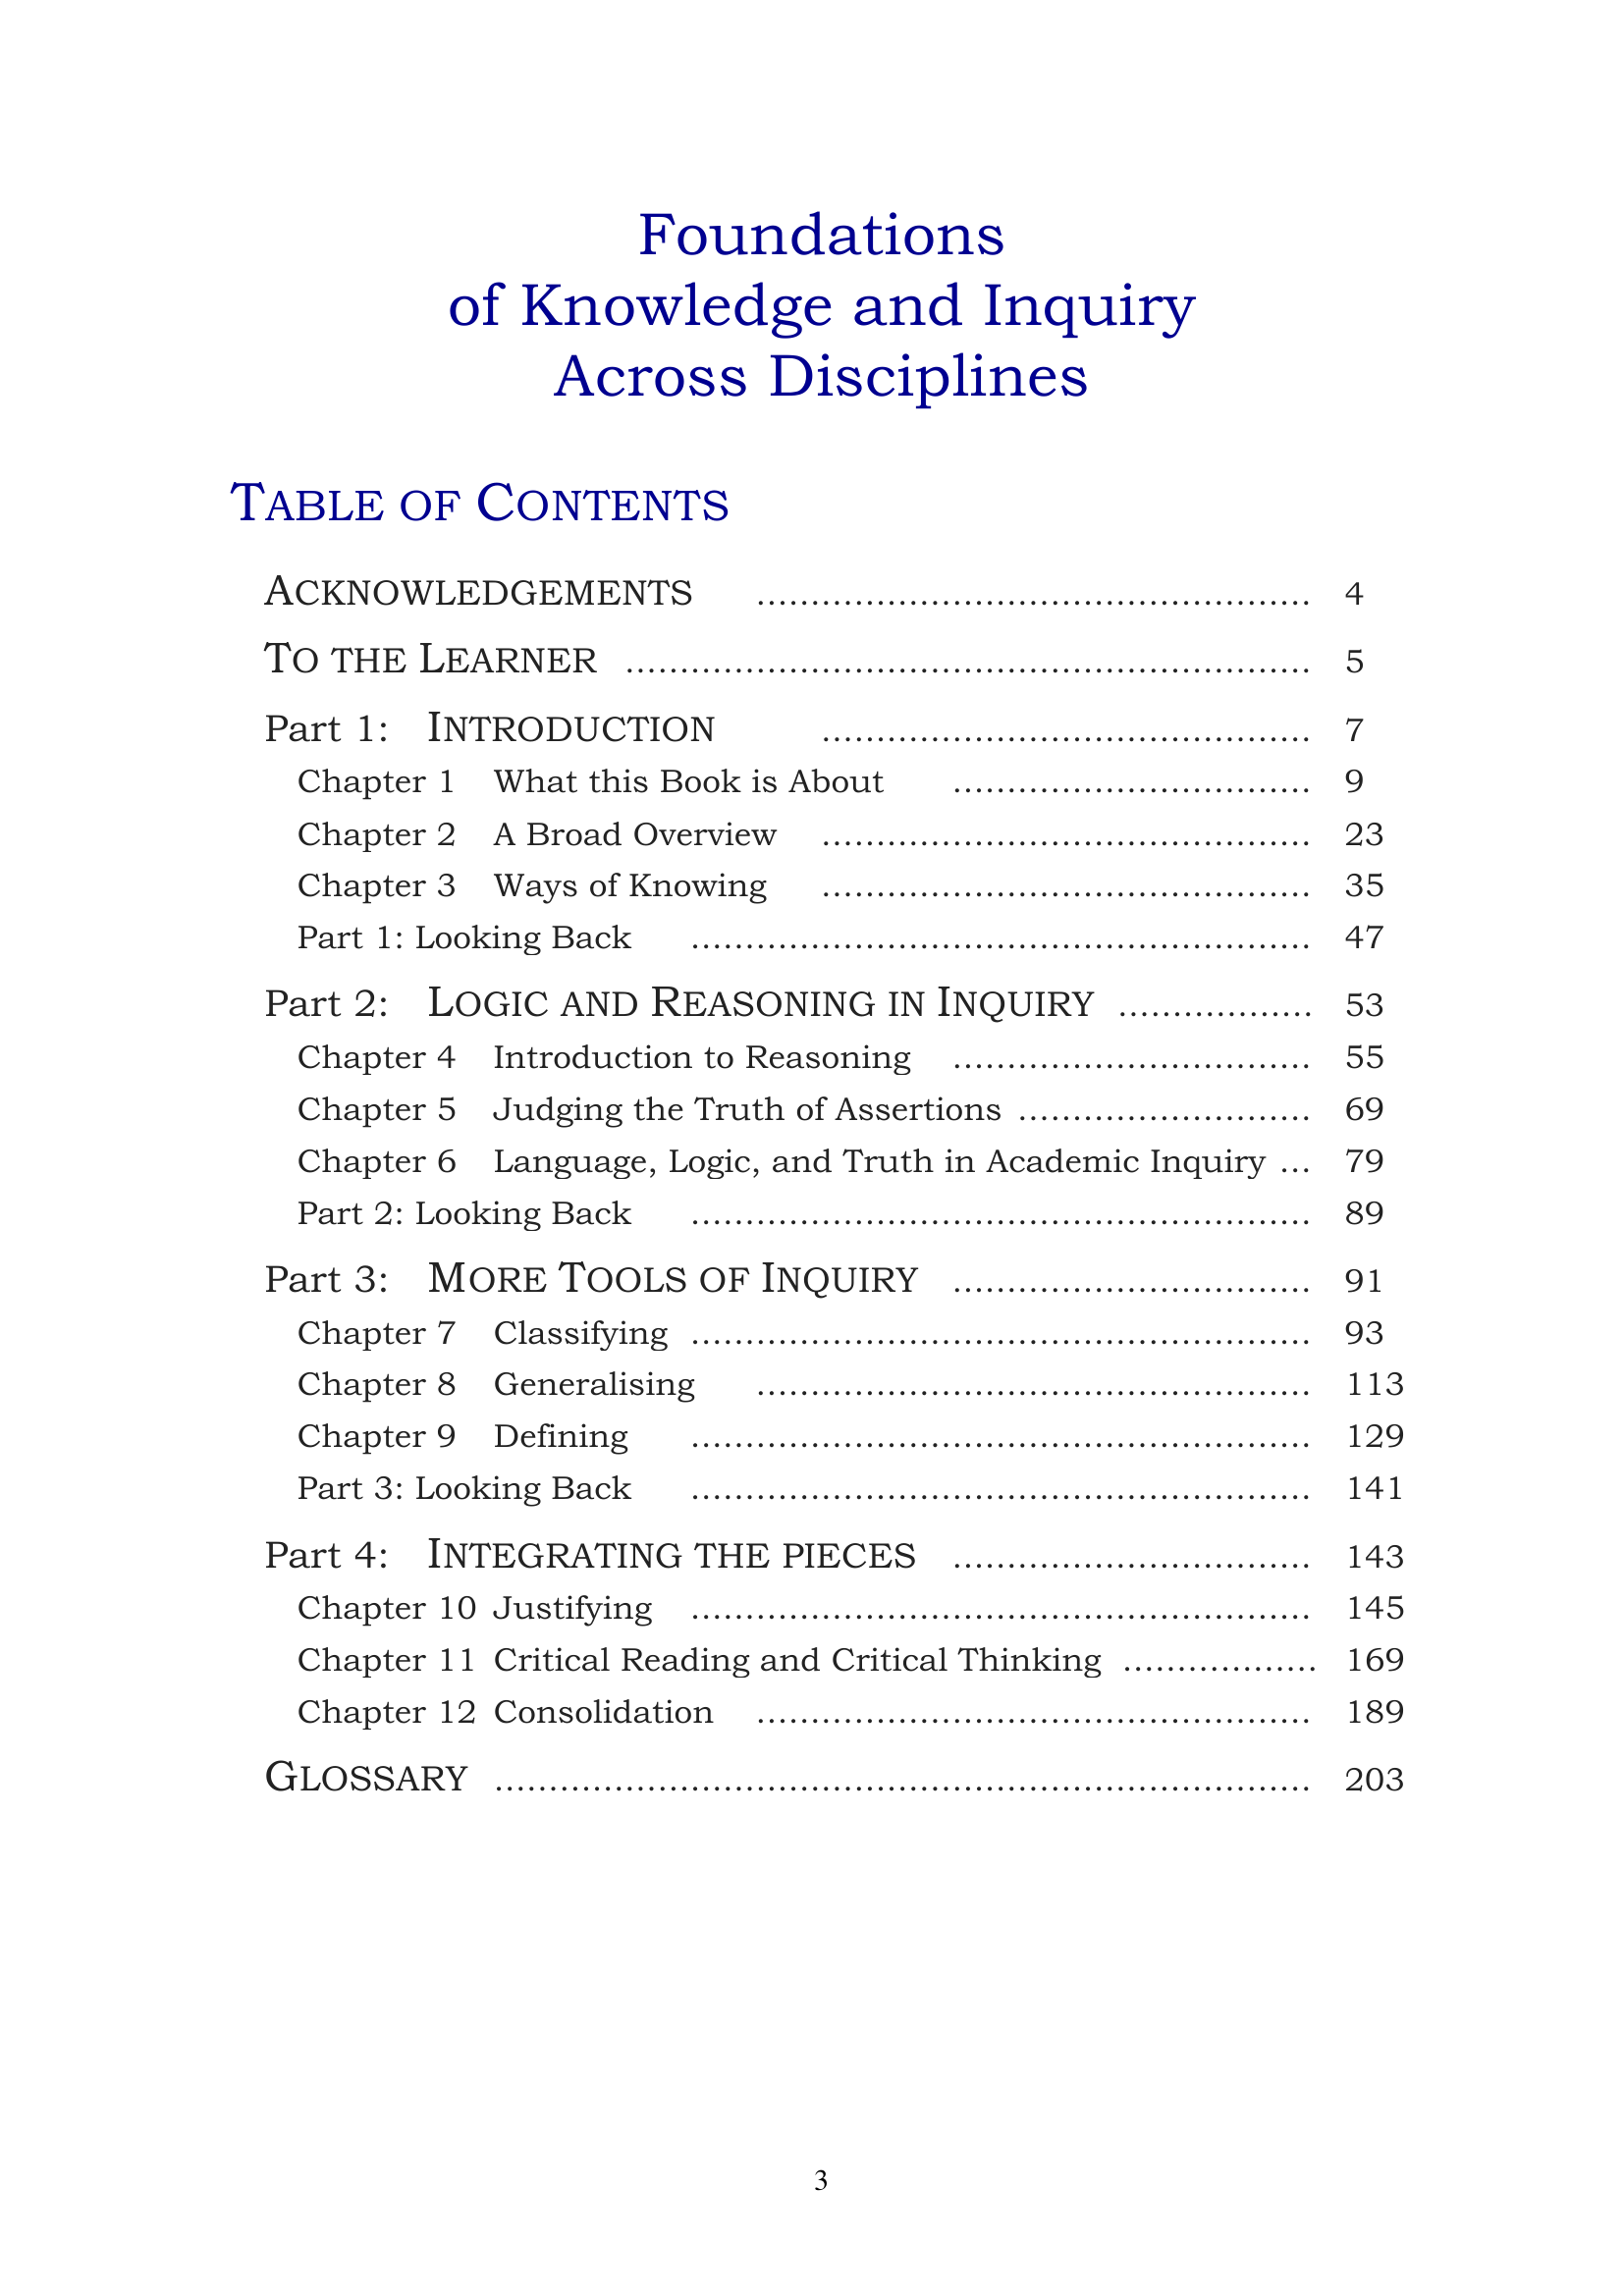 Foundations
of Knowledge and Inquiry
Across Disciplines
TABLE OF CONTENTS
ACKNOWLEDGEMENTS ................................................... 4
TO THE LEARNER ............................................................... 5
Part 1: INTRODUCTION ............................................. 7
Chapter 1 What this Book is About ................................. 9
Chapter 2 A Broad Overview ............................................. 23
Chapter 3 Ways of Knowing ............................................. 35
Part 1: Looking Back ......................................................... 47
Part 2: LOGIC AND REASONING IN INQUIRY .................. 53
Chapter 4 Introduction to Reasoning ................................. 55
Chapter 5 Judging the Truth of Assertions ........................... 69
Chapter 6 Language, Logic, and Truth in Academic Inquiry ... 79
Part 2: Looking Back ......................................................... 89
Part 3: MORE TOOLS OF INQUIRY ................................. 91
Chapter 7 Classifying ......................................................... 93
Chapter 8 Generalising ................................................... 113
Chapter 9 Defining ......................................................... 129
Part 3: Looking Back ......................................................... 141
Part 4: INTEGRATING THE PIECES ................................. 143
Chapter 10 Justifying ......................................................... 145
Chapter 11 Critical Reading and Critical Thinking .................. 169
Chapter 12 Consolidation ................................................... 189
GLOSSARY ........................................................................... 203
3